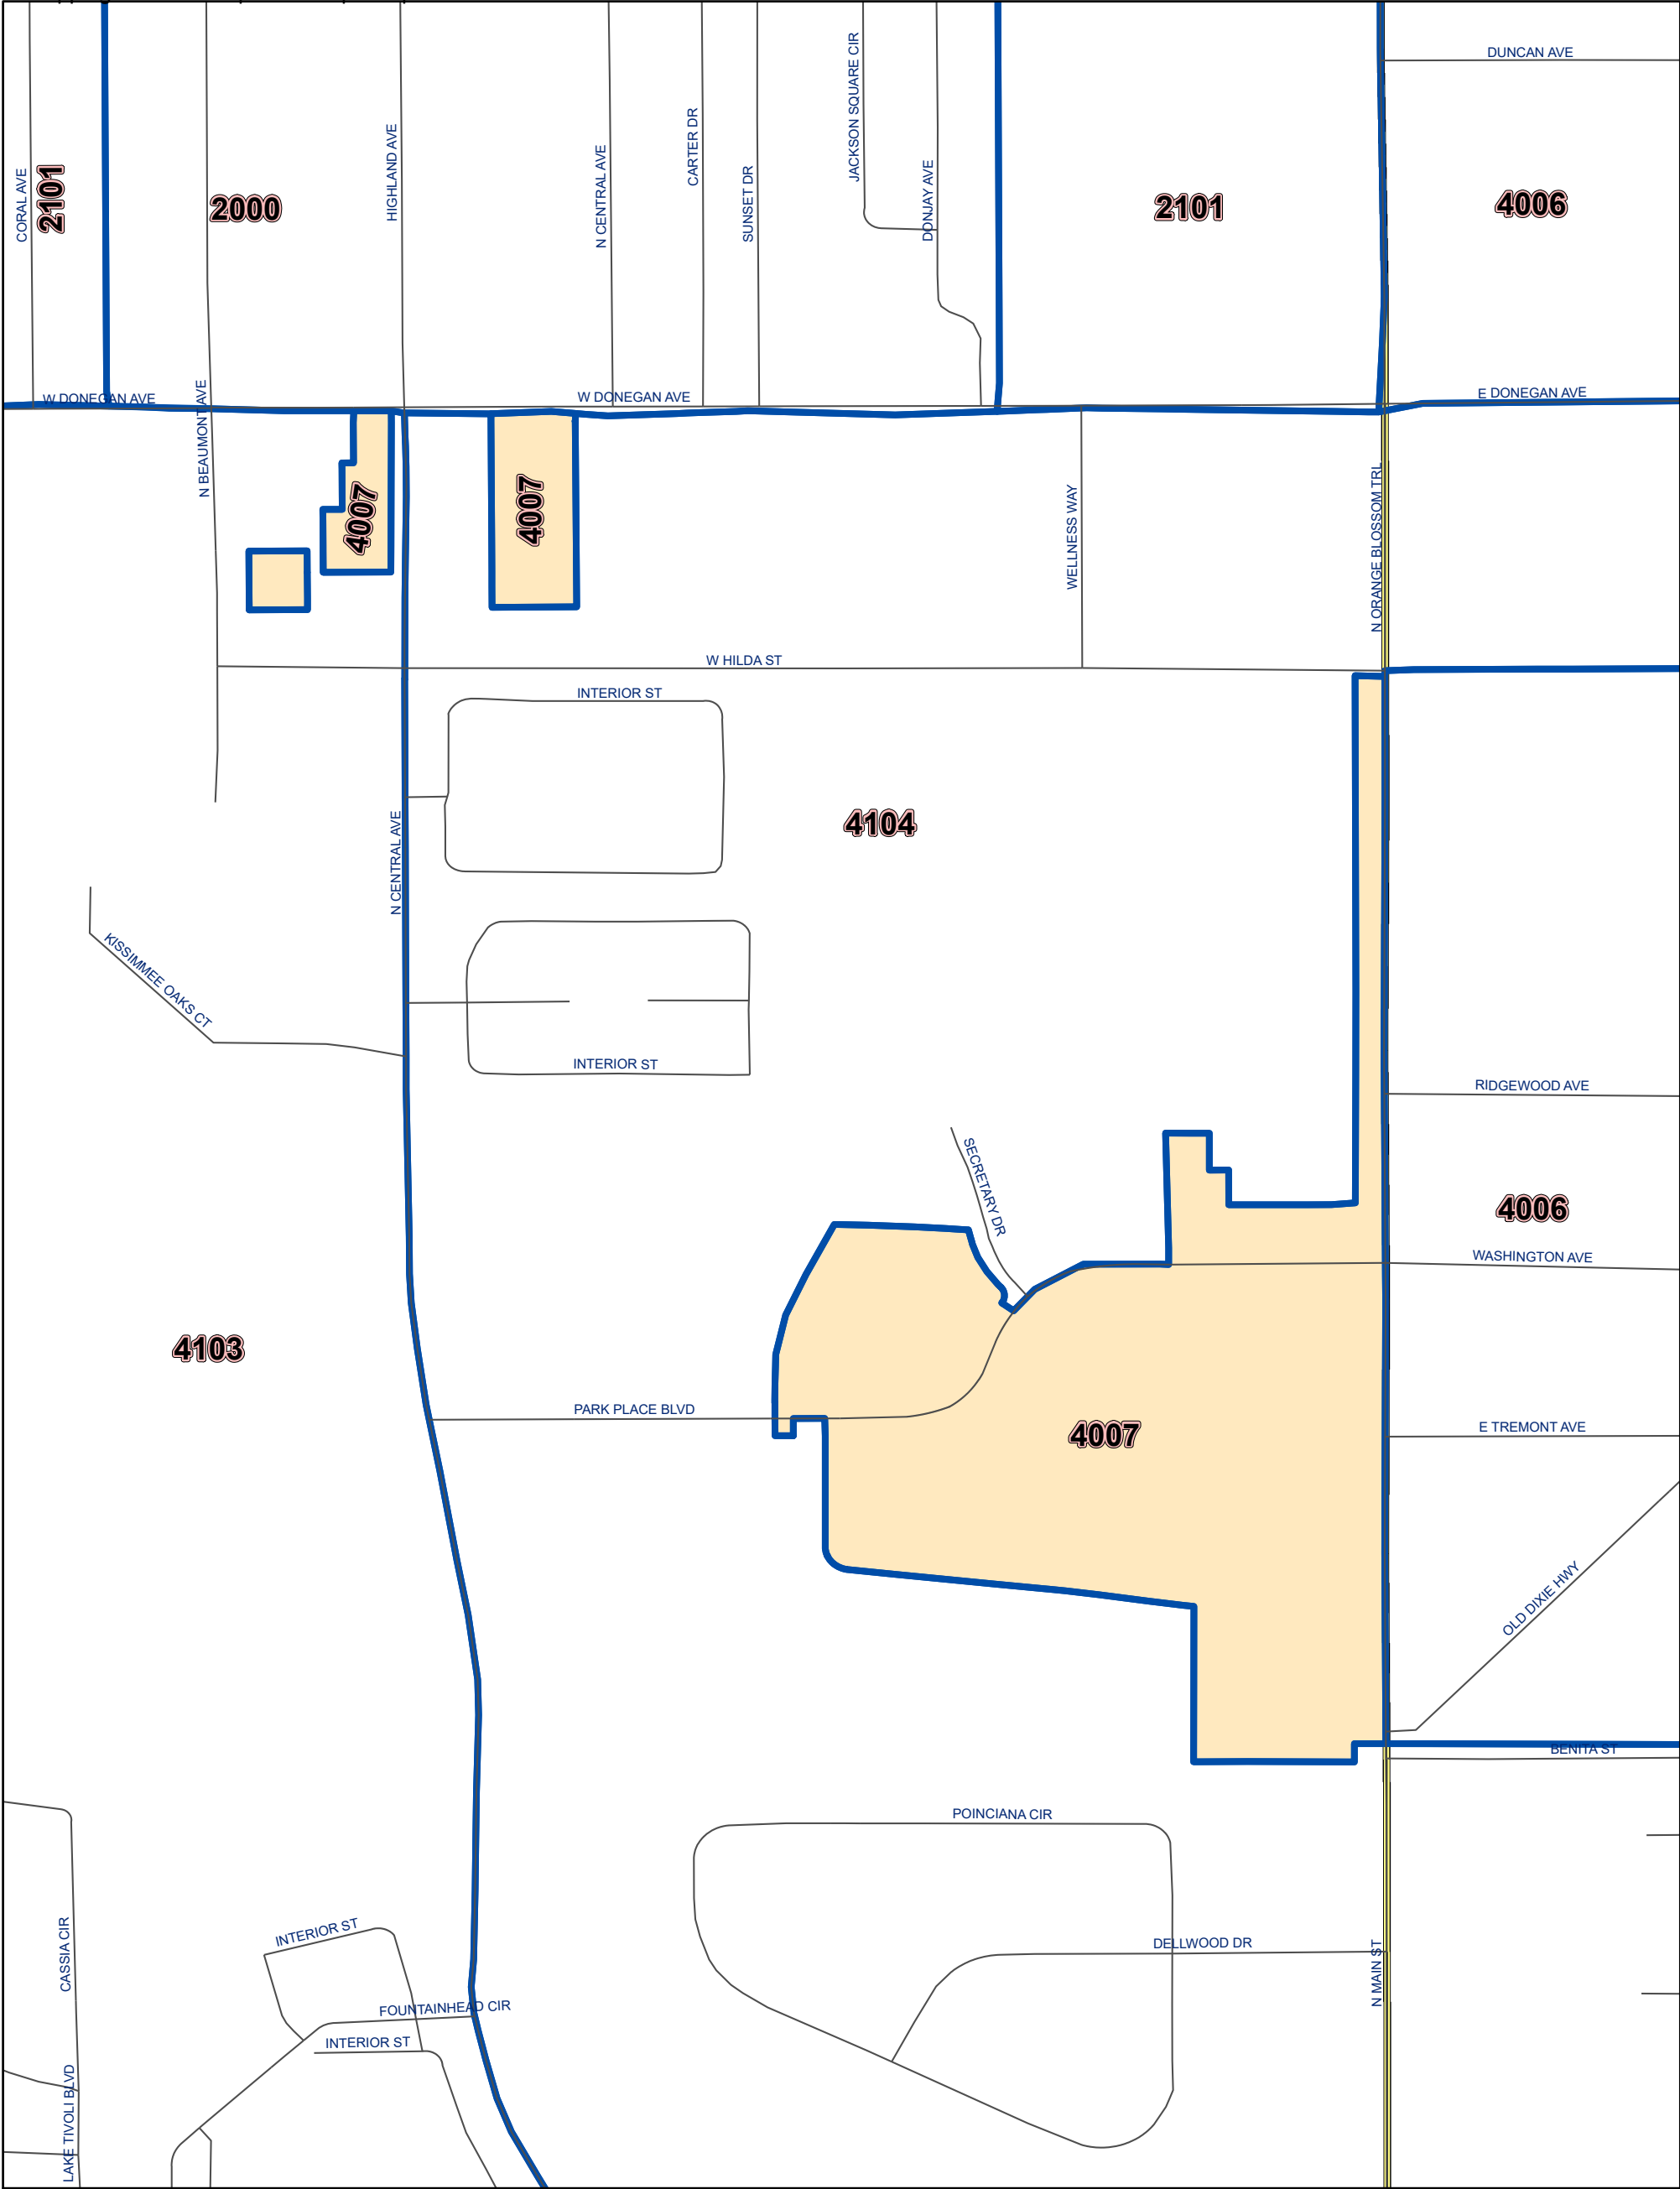 DUNCAN AVE
CORAL AVE
2101
2000
HIGHLAND AVE
N CENTRAL AVE
CARTER DR
SUNSET DR
JACKSON SQUARE CIR
DONJAY AVE
2101
4006
W DONEGAN AVE
N BEAUMONT AVE
W DONEGAN AVE
E DONEGAN AVE
4007
4007
WELLNESS WAY
N ORANGE BLOSSOM TRL
W HILDA ST
INTERIOR ST
4104
N CENTRAL AVE
KISSIMMEE OAKS CT
INTERIOR ST
RIDGEWOOD AVE
SECRETARY DR
4006
WASHINGTON AVE
4103
PARK PLACE BLVD
4007
E TREMONT AVE
OLD DIXIE HWY
BENITA ST
POINCIANA CIR
CASSIA CIR
INTERIOR ST
DELLWOOD DR
N MAIN ST
FOUNTAINHEAD CIR
INTERIOR ST
LAKE TIVOLI BLVD